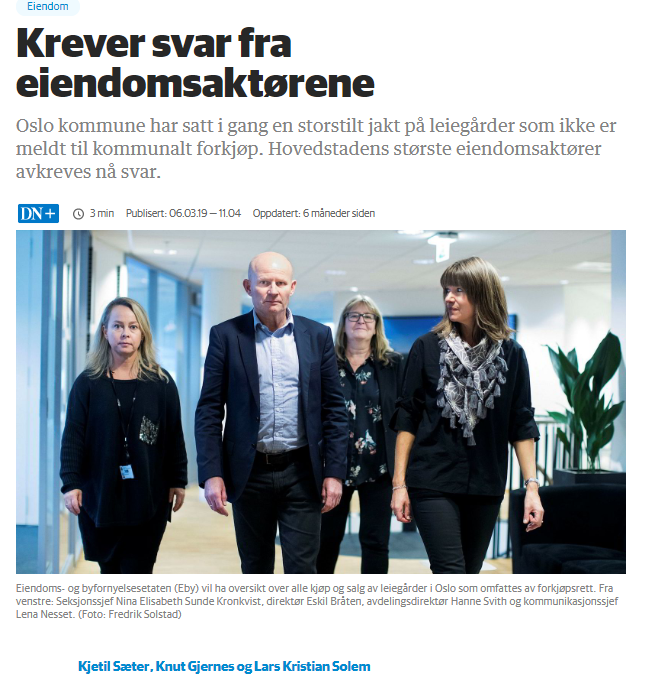 Eiendom
Krever svar fra
eiendomsaktørene
Oslo kommune har satt i gang en storstilt jakt på leiegårder som ikke er
meldt til kommunalt forkjøp. Hovedstadens største eiendomsaktører
avkreves nå svar.
DN+ 3 min Publisert: 06.03.19 – 11.04 Oppdatert: 6 måneder siden
Eiendoms- og byfornyelsesetaten (Eby) vil ha oversikt over alle kjøp og salg av leiegårder i Oslo som omfattes av forkjøpsrett. Fra
venstre: Seksjonssjef Nina Elisabeth Sunde Kronkvist, direktør Eskil Bråten, avdelingsdirektør Hanne Svith og kommunikasjonssjef
Lena Nesset. (Foto: Fredrik Solstad)
Kjetil Sæter, Knut Gjernes og Lars Kristian Solem